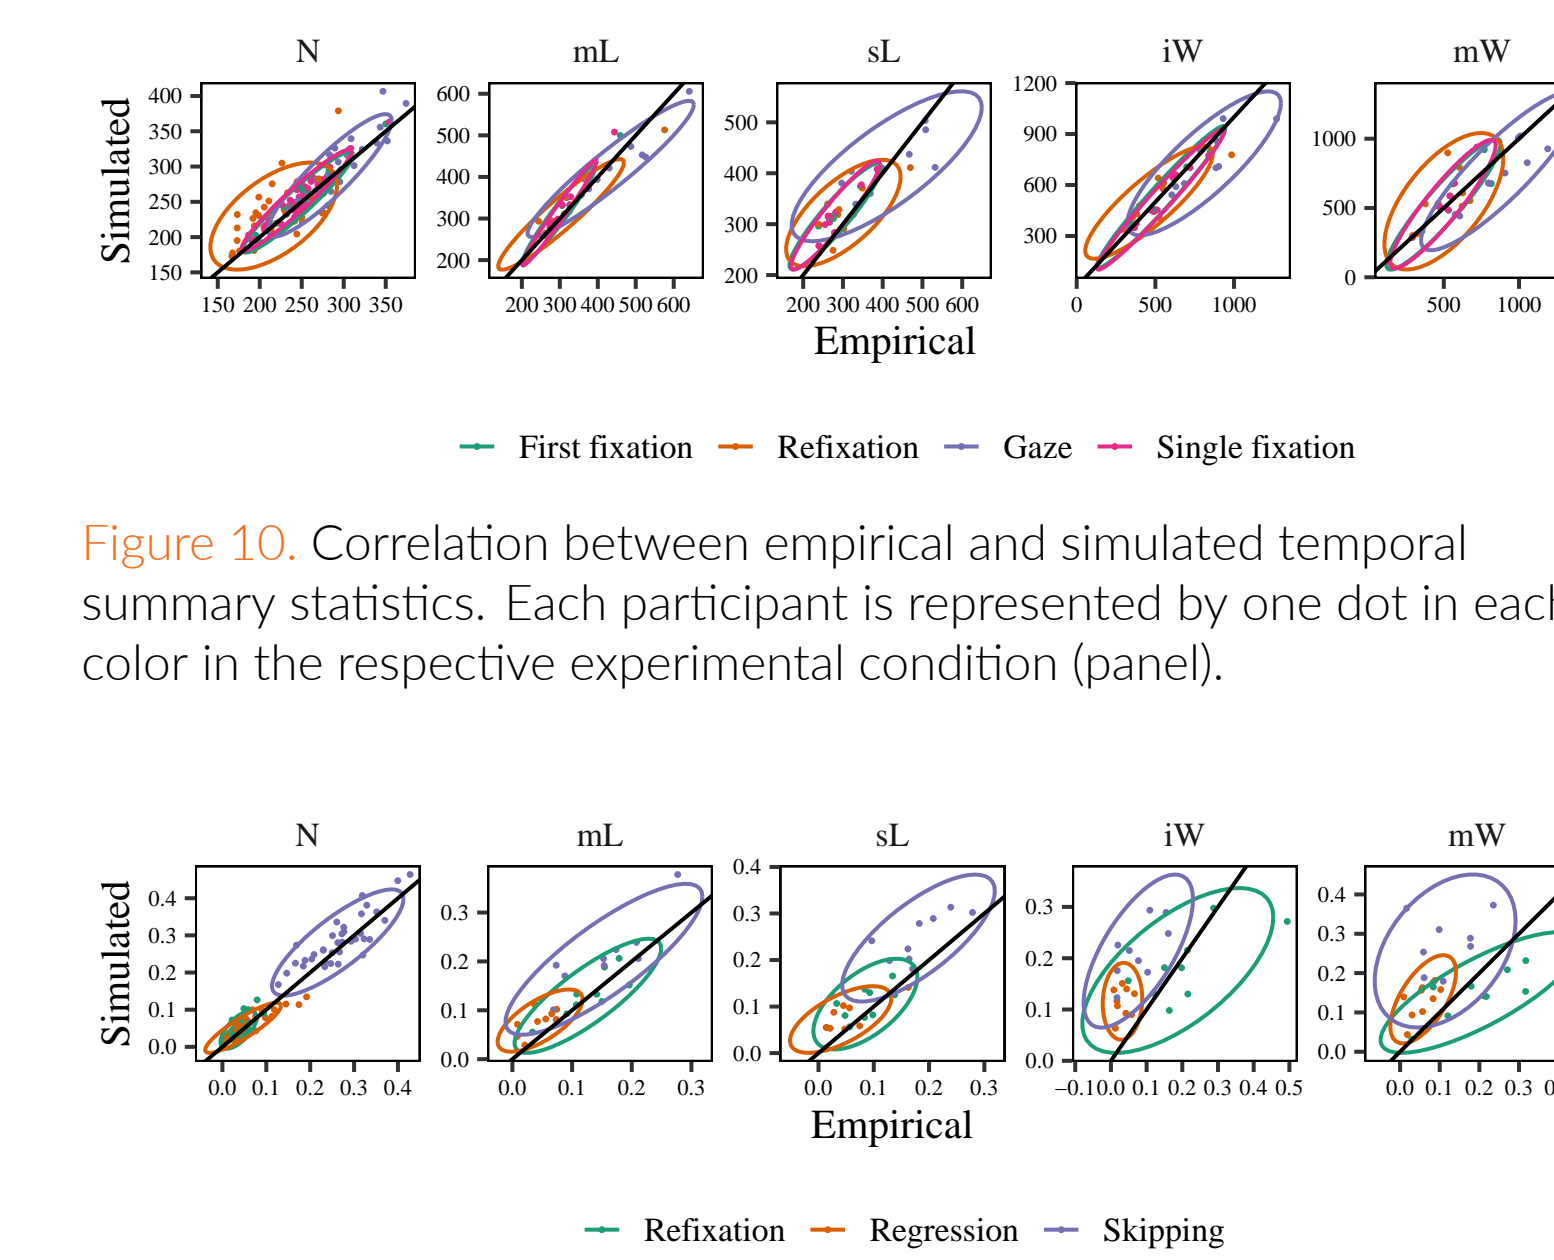 N mL sL iW mW
Simulated
400
350
300
250
200
150
150 200 250 300 350
600
500
400
300
200
200 300 400 500 600
500
400
300
200
200 300 400 500 600
1200
900
600
300
0 500 1000
1000
500
0
500 1000
Empirical
First fixation Refixation Gaze Single fixation
Figure 10. Correlation between empirical and simulated temporal
summary statistics. Each participant is represented by one dot in each
color in the respective experimental condition (panel).
N mL sL iW mW
Simulated
0.4
0.3
0.2
0.1
0.0
0.0 0.1 0.2 0.3 0.4
0.3
0.2
0.1
0.0
0.0 0.1 0.2 0.3
0.4
0.3
0.2
0.1
0.0
0.0 0.1 0.2 0.3
0.3
0.2
0.1
0.0
−0.1 0.0 0.1 0.2 0.3 0.4 0.5
0.4
0.3
0.2
0.1
0.0
0.0 0.1 0.2 0.3
Empirical
Refixation Regression Skipping